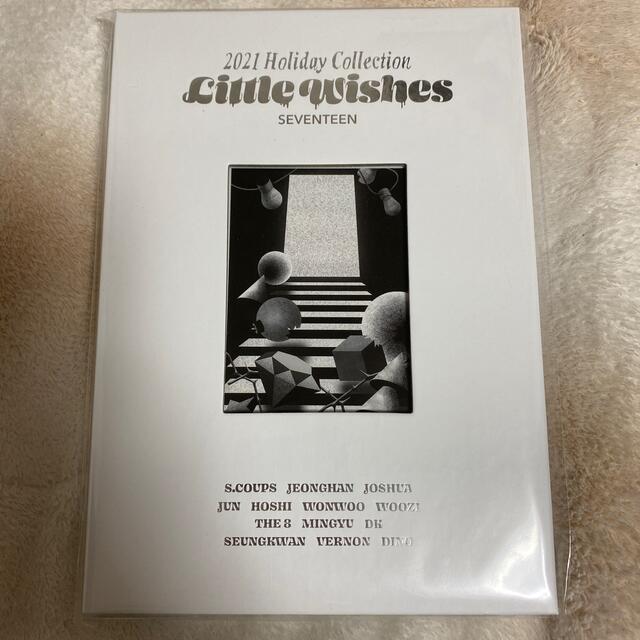 2021 Holiday Collection
Little Wishes
SEVENTEEN
S.COUPS JEONGHAN JOSHUA
JUN HOSHI WONWOO WOOZI
THE 8 MINGYU DK
SEUNGKWAN VERNON DINO